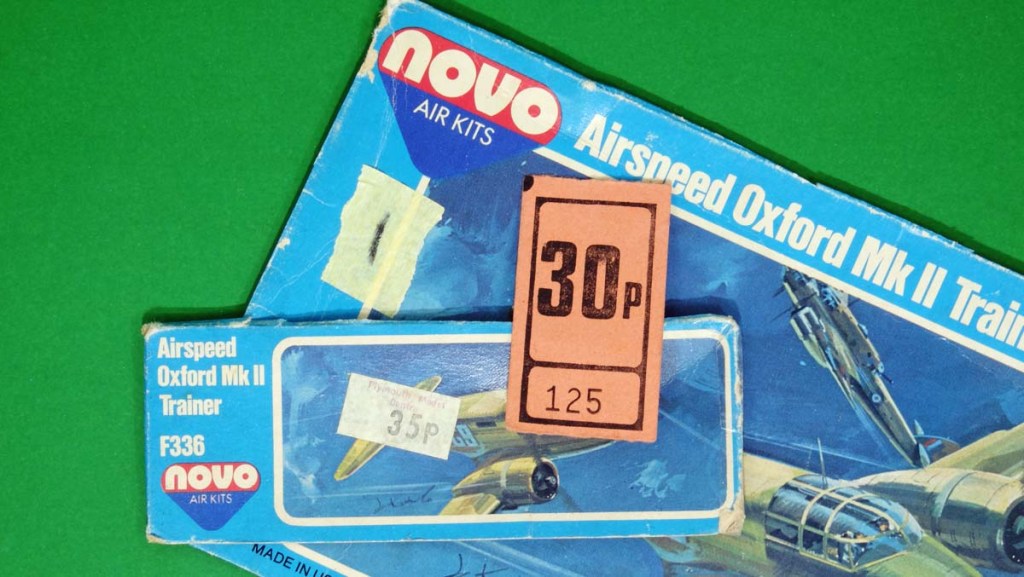 novo
AIR KITS
Airspeed Oxford Mk II Train
30p
125
Airspeed
Oxford Mk II
Trainer
F336
novo
AIR KITS
35p
MADE IN US